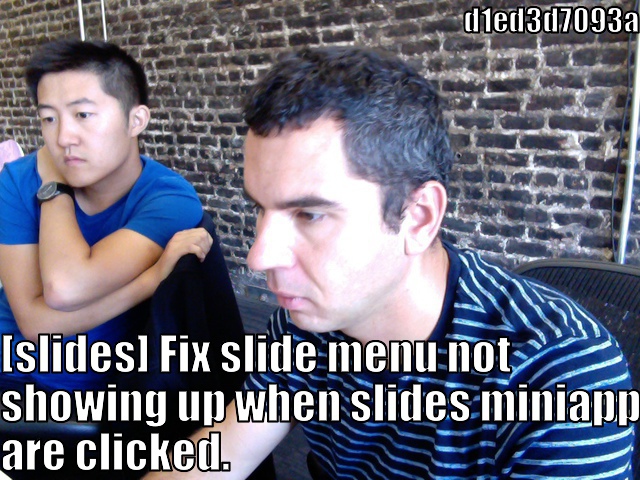 d1ed3d7093a
[slides] Fix slide menu not
showing up when slides miniapp
are clicked.